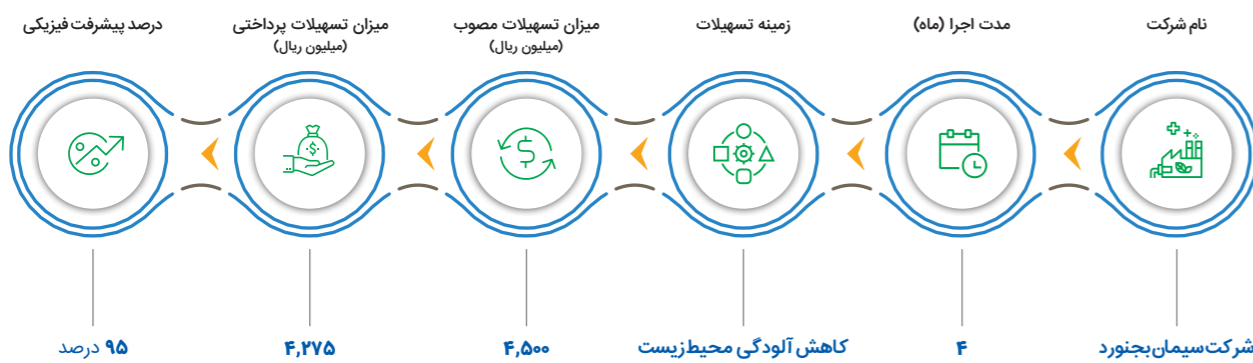 نام شرکت
مدت اجرا (ماه)
زمینه تسهیلات
میزان تسهیلات مصوب
(میلیون ریال)
میزان تسهیلات پرداختی
(میلیون ریال)
درصد پیشرفت فیزیکی
شرکت سیمان بجنورد
۴
کاهش آلودگی محیط زیست
۴,۵۰۰
۴,۲۷۵
۹۵ درصد